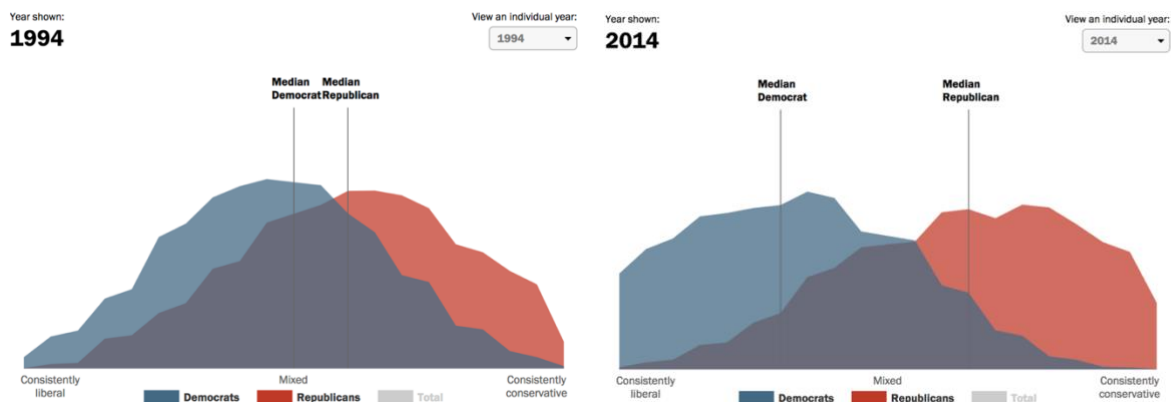 Year shown:
1994
View an individual year:
1994
Median Democrat
Median Republican
Consistently liberal
Mixed
Consistently conservative
Democrats
Republicans
Total
Year shown:
2014
View an individual year:
2014
Median Democrat
Median Republican
Consistently liberal
Mixed
Consistently conservative
Democrats
Republicans
Total